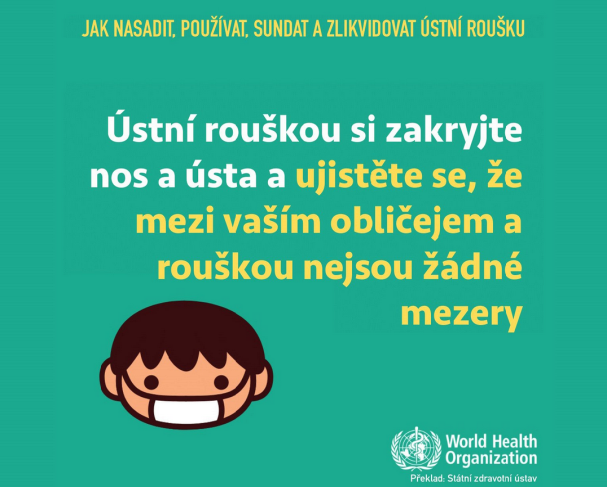 JAK NASADIT, POUŽÍVAT, SUNDAT A ZLIKVIDOVAT ÚSTNÍ ROUŠKU
Ústní rouškou si zakryjte
nos a ústa a ujistěte se, že
mezi vaším obličejem a
rouškou nejsou žádné
mezery
World Health
Organization
Překlad: Státní zdravotní ústav